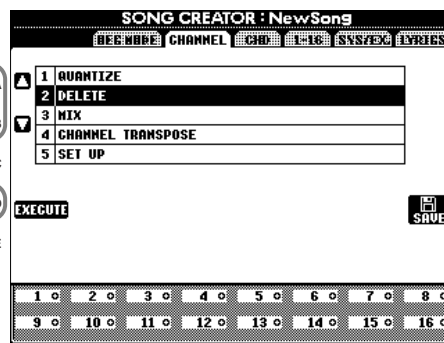 SONG CREATOR : NewSong
REC MODE CHANNEL CHD 1-16 SYS/EX. LYRICS
1 QUANTIZE
2 DELETE
3 MIX
4 CHANNEL TRANSPOSE
5 SET UP
EXECUTE
SAVE
1 2 3 4 5 6 7 8
9 10 11 12 13 14 15 16